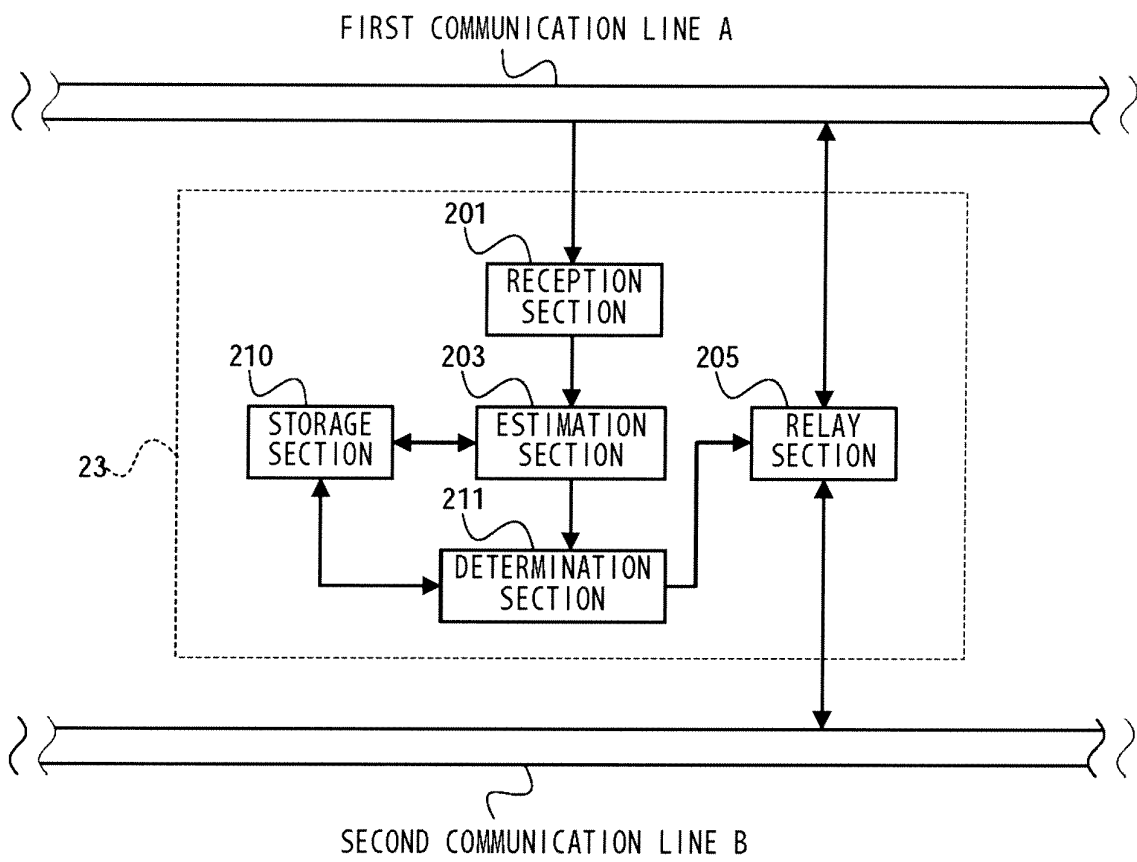 FIRST COMMUNICATION LINE A
201
RECEPTION
SECTION
210
203
205
STORAGE
SECTION
ESTIMATION
SECTION
RELAY
SECTION
23
211
DETERMINATION
SECTION
SECOND COMMUNICATION LINE B